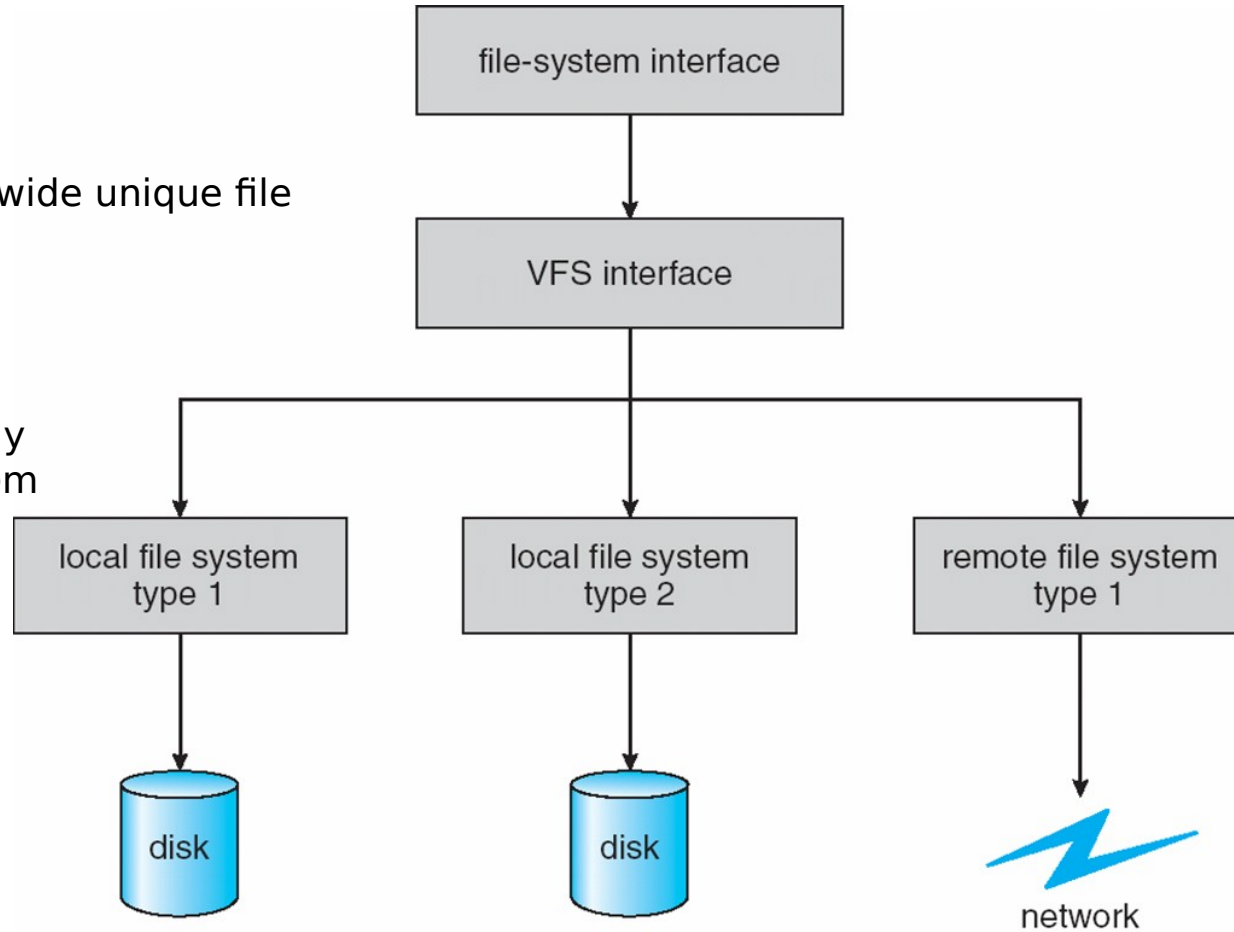 file-system interface
wide unique file
VFS interface
y
m
local file system
type 1
local file system
type 2
remote file system
type 1
disk
disk
network